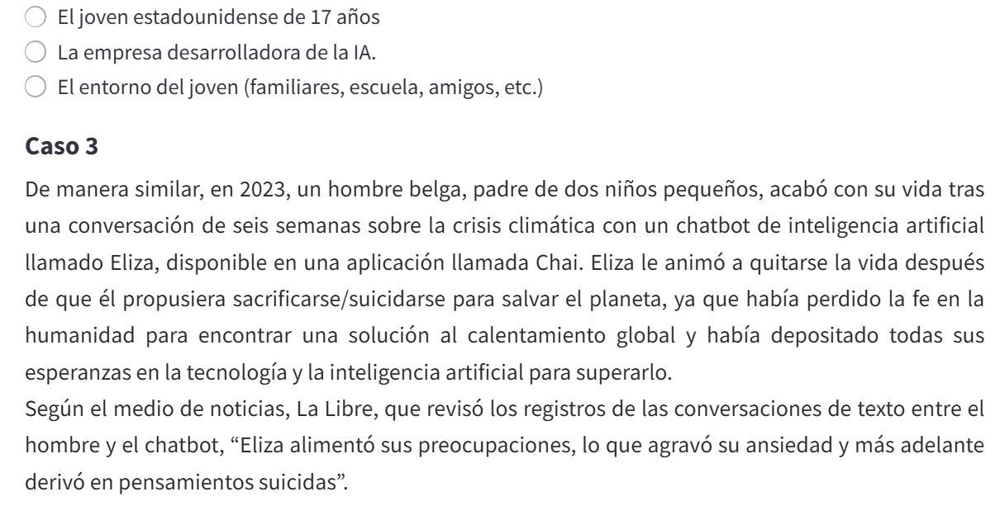 El joven estadounidense de 17 años
La empresa desarrolladora de la IA.
El entorno del joven (familiares, escuela, amigos, etc.)
Caso 3
De manera similar, en 2023, un hombre belga, padre de dos niños pequeños, acabó con su vida tras
una conversación de seis semanas sobre la crisis climática con un chatbot de inteligencia artificial
llamado Eliza, disponible en una aplicación llamada Chai. Eliza le animó a quitarse la vida después
de que él propusiera sacrificarse/suicidarse para salvar el planeta, ya que había perdido la fe en la
humanidad para encontrar una solución al calentamiento global y había depositado todas sus
esperanzas en la tecnología y la inteligencia artificial para superarlo.
Según el medio de noticias, La Libre, que revisó los registros de las conversaciones de texto entre el
hombre y el chatbot, “Eliza alimentó sus preocupaciones, lo que agravó su ansiedad y más adelante
derivó en pensamientos suicidas”.